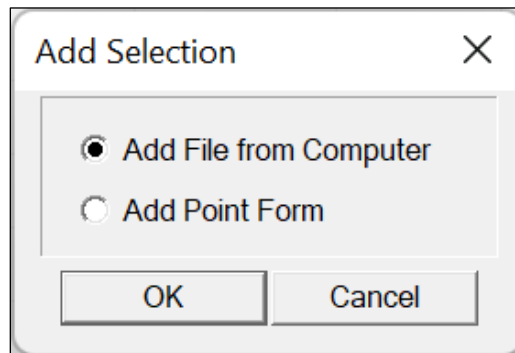 Add Selection
Add File from Computer
Add Point Form
OK Cancel